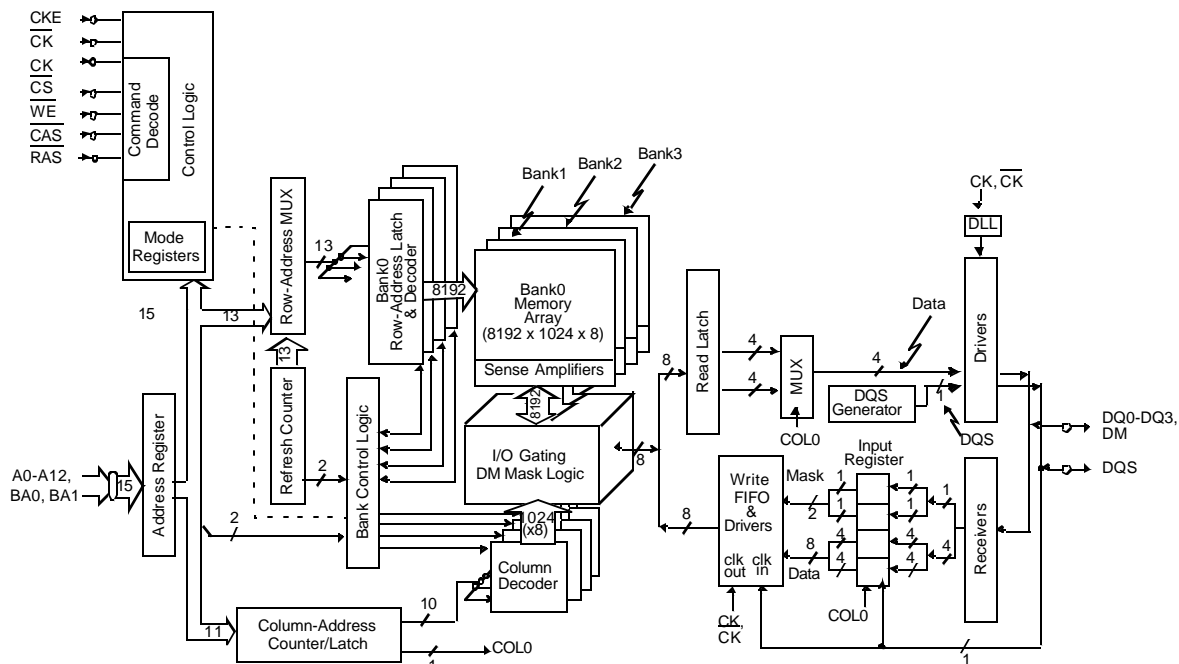 CKE
CK
CK
CS
WE
CAS
RAS
Command
Decode
Control Logic
Mode
Registers
15
13
Row-Address MUX
13
Refresh Counter
13
Bank0
Row-Address Latch
& Decoder
8192
Bank1
Bank2
Bank3
Bank0
Memory
Array
(8192 x 1024 x 8)
Sense Amplifiers
8192
I/O Gating
DM Mask Logic
8
A0-A12,
BA0, BA1
15
Address Register
2
2
Bank Control Logic
1024
(x8)
Column
Decoder
11
Column-Address
Counter/Latch
10
1
COL0
8
Read Latch
4
4
MUX
COL0
4
Data
DQS
Generator
1
DQS
CK, CK
DLL
Drivers
DQ0-DQ3,
DM
DQS
8
Write
FIFO
&
Drivers
clk
out
clk
in
CK,
CK
Mask
2
8
Data
Input
Register
1
1
4
4
1
1
4
4
1
4
COL0
Receivers
1